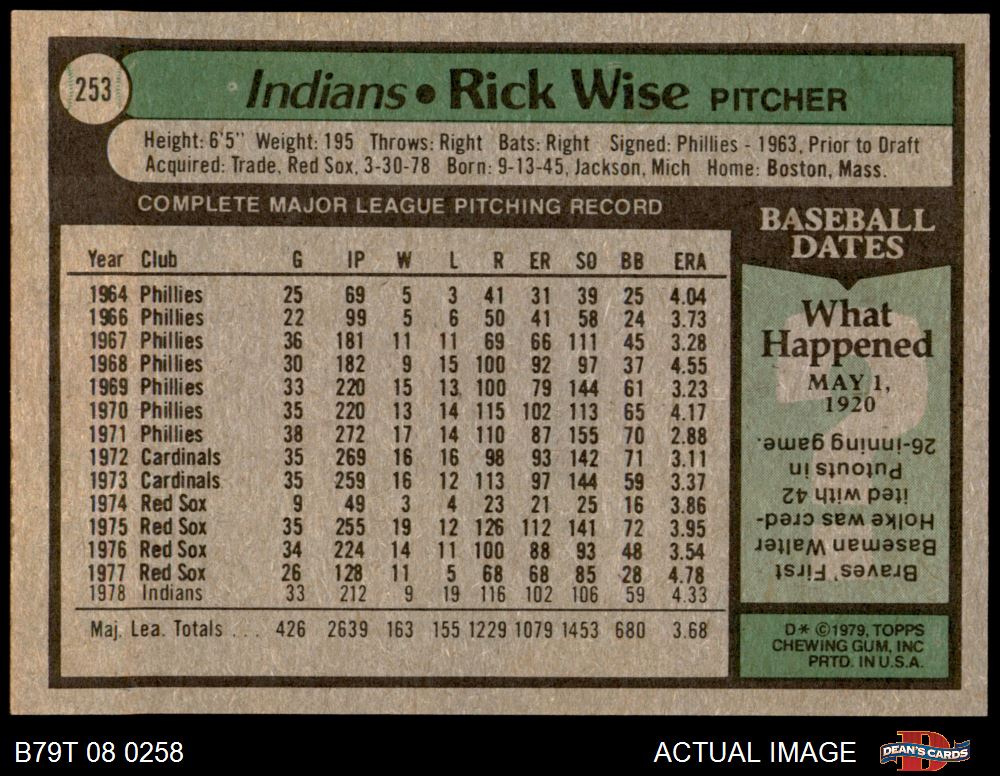 253
Indians • Rick Wise PITCHER
Height: 6'5" Weight: 195 Throws: Right Bats: Right Signed: Phillies - 1963, Prior to Draft
Acquired: Trade, Red Sox, 3-30-78 Born: 9-13-45, Jackson, Mich Home: Boston, Mass.
COMPLETE MAJOR LEAGUE PITCHING RECORD
Year Club G IP W L R ER SO BB ERA
1964 Phillies 25 69 5 3 41 31 39 25 4.04
1966 Phillies 22 99 5 6 50 41 58 24 3.73
1967 Phillies 36 181 11 11 69 66 111 45 3.28
1968 Phillies 30 182 9 15 100 92 97 37 4.55
1969 Phillies 33 220 15 13 100 79 144 61 3.23
1970 Phillies 35 220 13 14 115 102 113 65 4.17
1971 Phillies 38 272 17 14 110 87 155 70 2.88
1972 Cardinals 35 269 16 16 98 93 142 71 3.11
1973 Cardinals 35 259 16 12 113 97 144 59 3.37
1974 Red Sox 9 49 3 4 23 21 25 16 3.86
1975 Red Sox 35 255 19 12 126 112 141 72 3.95
1976 Red Sox 34 224 14 11 100 88 93 48 3.54
1977 Red Sox 26 128 11 5 68 68 85 28 4.78
1978 Indians 33 212 9 19 116 102 106 59 4.33
Maj. Lea. Totals . . . 426 2639 163 155 1229 1079 1453 680 3.68
BASEBALL
DATES
What
Happened
MAY 1,
1920
Braves' First
Baseman Walter
Holke was cred-
ited with 42
Putouts in
26-inning game.
D* ©1979, TOPPS
CHEWING GUM, INC
PRTD. IN U.S.A.
B79T 08 0258
ACTUAL IMAGE
DEAN'S CARDS